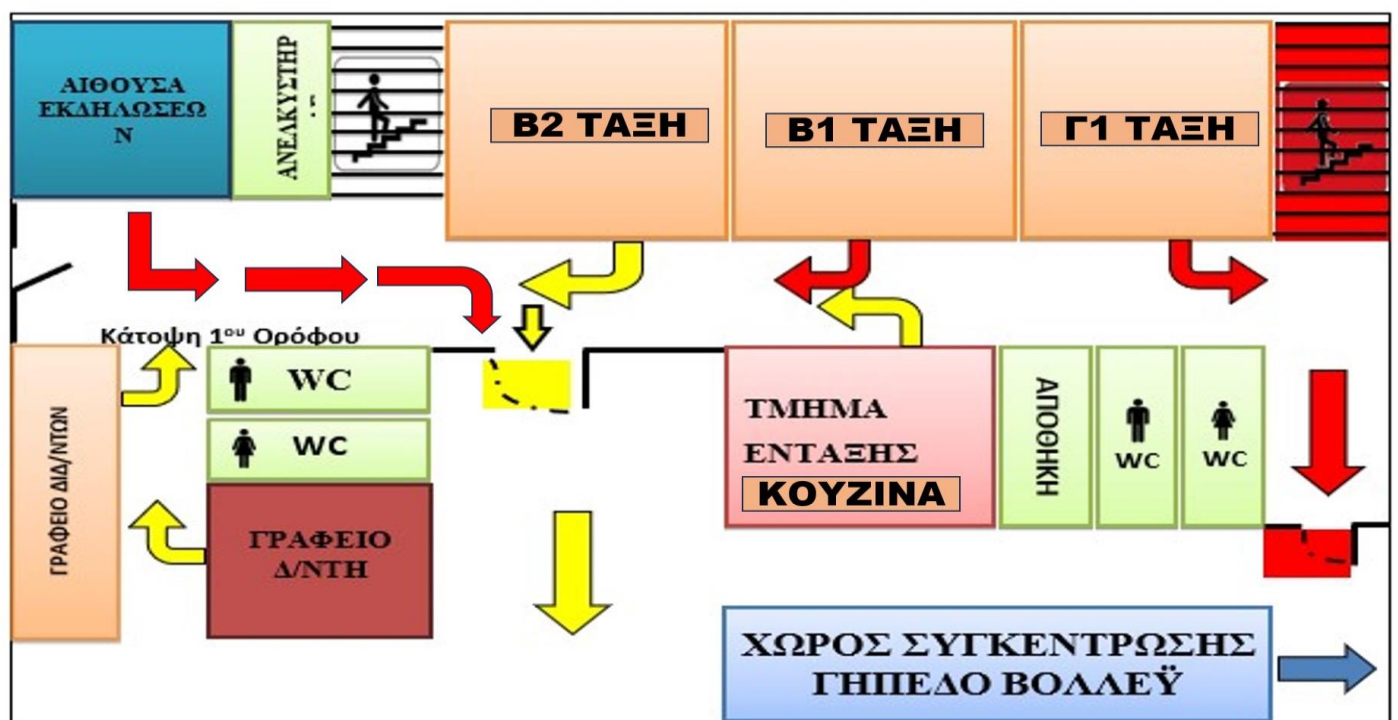 ΑΙΘΟΥΣΑ
ΕΚΔΗΛΩΣΕΩ
Ν
ΑΝΕΛΚΥΣΤΗΡ
Β2 ΤΑΞΗ
Β1 ΤΑΞΗ
Γ1 ΤΑΞΗ
Κάτοψη 1ου Ορόφου
ΓΡΑΦΕΙΟ ΔΙΔ/ΝΤΩΝ
WC
WC
ΓΡΑΦΕΙΟ
Δ/ΝΤΗ
ΤΜΗΜΑ
ΕΝΤΑΞΗΣ
ΚΟΥΖΙΝΑ
ΑΠΟΘΗΚΗ
WC
WC
ΧΩΡΟΣ ΣΥΓΚΕΝΤΡΩΣΗΣ
ΓΗΠΕΔΟ ΒΟΛΛΕΫ